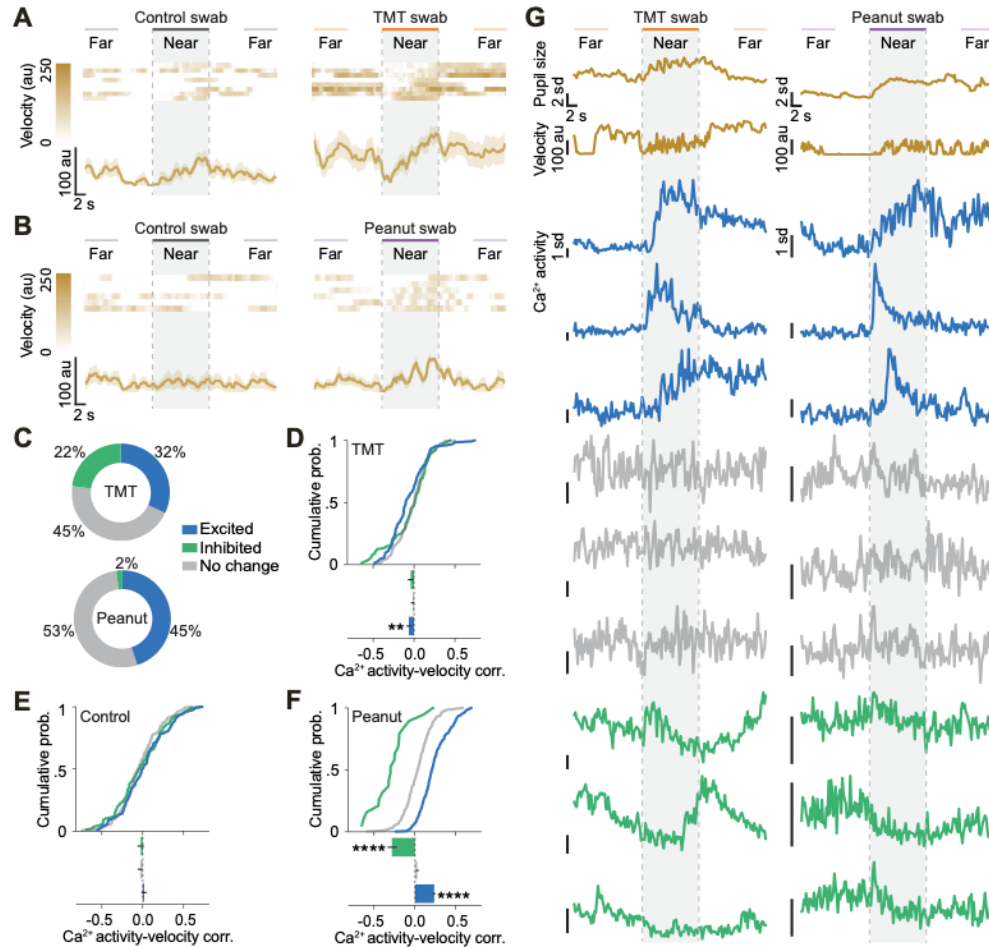 A
Control swab
TMT swab
Far
Near
Far
Far
Near
Far
Velocity (au)
250
0
100 au
2 s
B
Control swab
Peanut swab
Far
Near
Far
Far
Near
Far
Velocity (au)
250
0
100 au
2 s
C
22%
32%
TMT
45%
2%
Peanut
53%
45%
Excited
Inhibited
No change
D
TMT
Cumulative prob.
1
.5
0
**
-0.5
0.0
0.5
Ca²⁺ activity-velocity corr.
E
Control
Cumulative prob.
1
.5
0
-0.5
0.0
0.5
Ca²⁺ activity-velocity corr.
F
Peanut
Cumulative prob.
1
.5
0
****
****
-0.5
0.0
0.5
Ca²⁺ activity-velocity corr.
G
TMT swab
Peanut swab
Far
Near
Far
Far
Near
Far
Pupil size
2 sd
2 s
2 sd
2 s
Velocity
100 au
100 au
Ca²⁺ activity
1 sd
1 sd